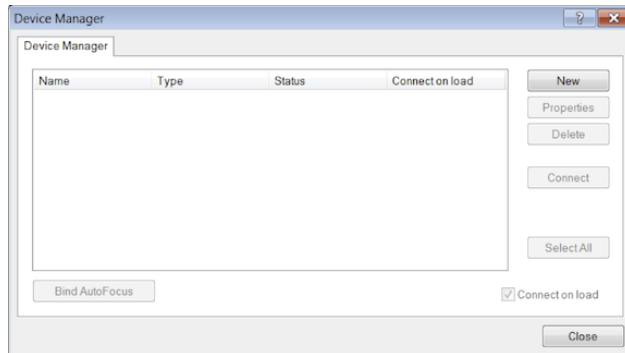 Device Manager
?
Device Manager
Name Type Status Connect on load
New
Properties
Delete
Connect
Select All
Bind AutoFocus
Connect on load
Close